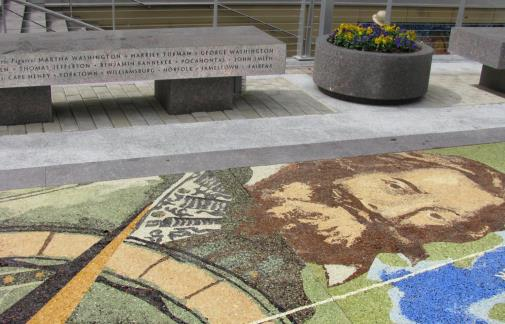 Figures: MARTHA WASHINGTON • HARRIET TUBMAN • GEORGE WASHINGTON
EN • THOMAS JEFFERSON • BENJAMIN BANNEKER • POCAHONTAS • JOHN SMITH
CAPE HENRY • YORKTOWN • WILLIAMSBURG • NORFOLK • JAMESTOWN • FAIRFAX